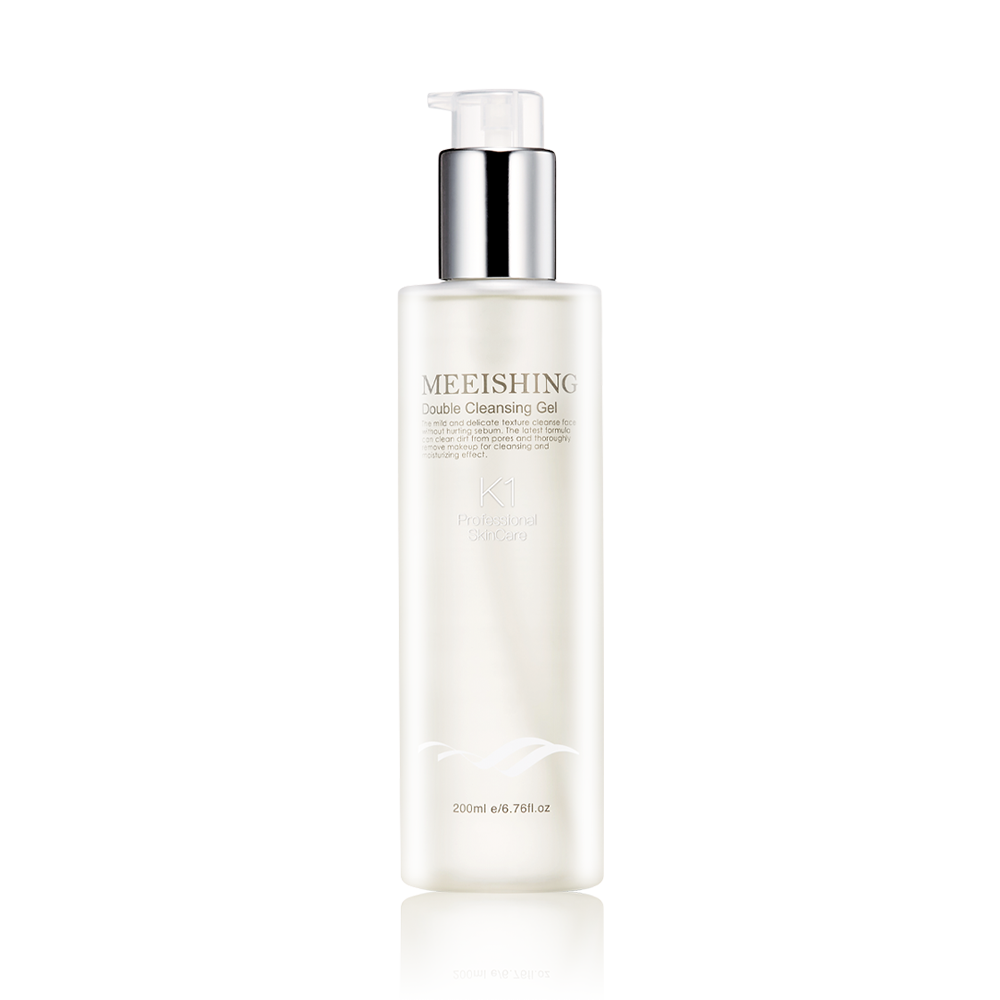 MEEISHING
Double Cleansing Gel
The mild and delicate texture cleanse face
without hurting sebum. The latest formula
can clean dirt from pores and thoroughly
remove makeup for cleansing and
moisturizing effect.
K1
Professional
SkinCare
200ml e/6.76fl.oz